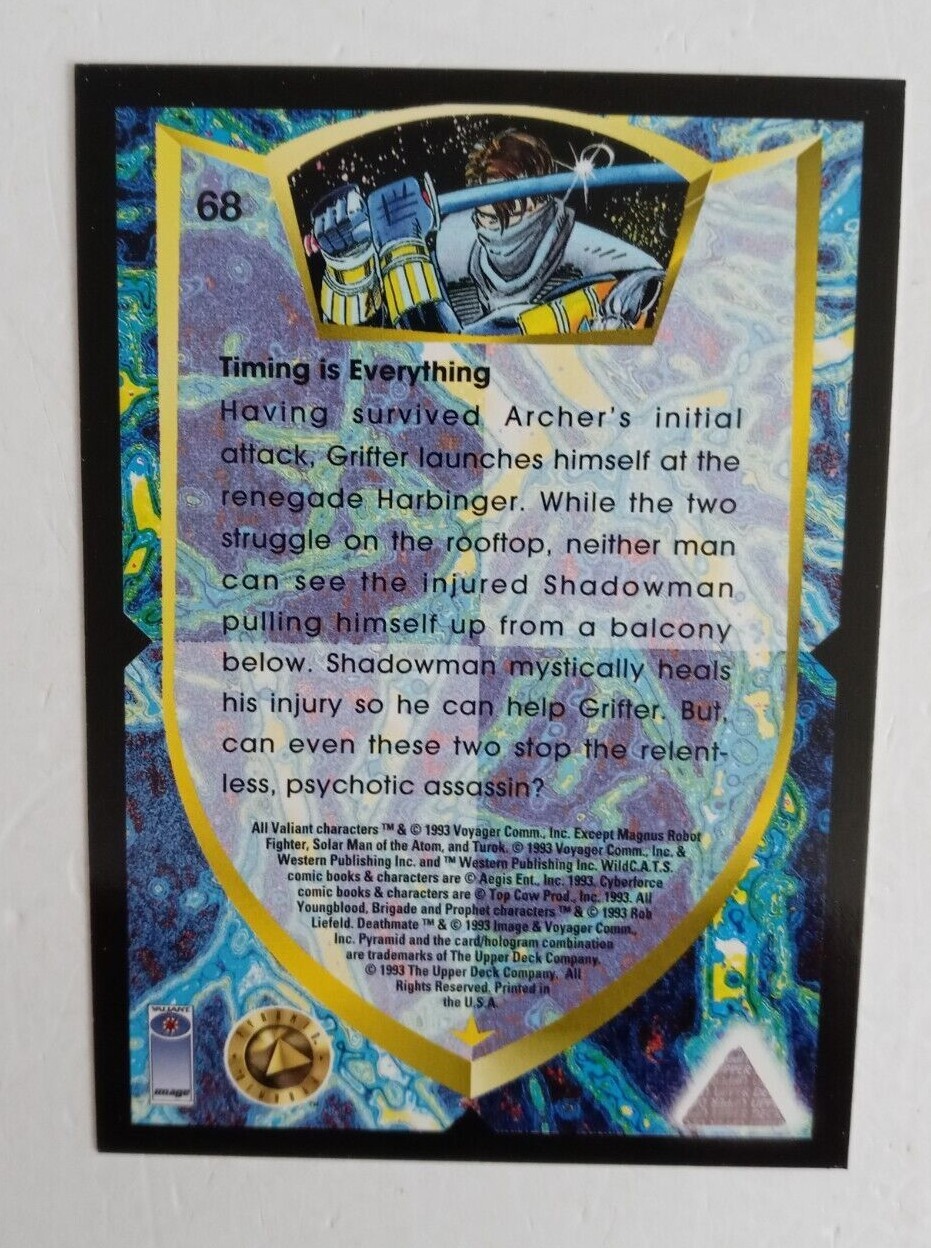 68
Timing is Everything
Having survived Archer's initial
attack, Grifter launches himself at the
renegade Harbinger. While the two
struggle on the rooftop, neither man
can see the injured Shadowman
pulling himself up from a balcony
below. Shadowman mystically heals
his injury so he can help Grifter. But,
can even these two stop the relent-
less, psychotic assassin?
All Valiant characters ™ & © 1993 Voyager Comm., Inc. Except Magnus Robot
Fighter, Solar Man of the Atom, and Turok. © 1993 Voyager Comm., Inc. &
Western Publishing Inc. and ™ Western Publishing Inc. WildC.A.T.S.
comic books & characters are © Aegis Ent., Inc. 1993. Cyberforce
comic books & characters are © Top Cow Prod., Inc. 1993. All
Youngblood, Brigade and Prophet characters ™ & © 1993 Rob
Liefeld. Deathmate ™ & © 1993 Image & Voyager Comm.,
Inc. Pyramid and the card/hologram combination
are trademarks of The Upper Deck Company.
© 1993 The Upper Deck Company. All
Rights Reserved. Printed in
the U.S.A.
VALIANT
image